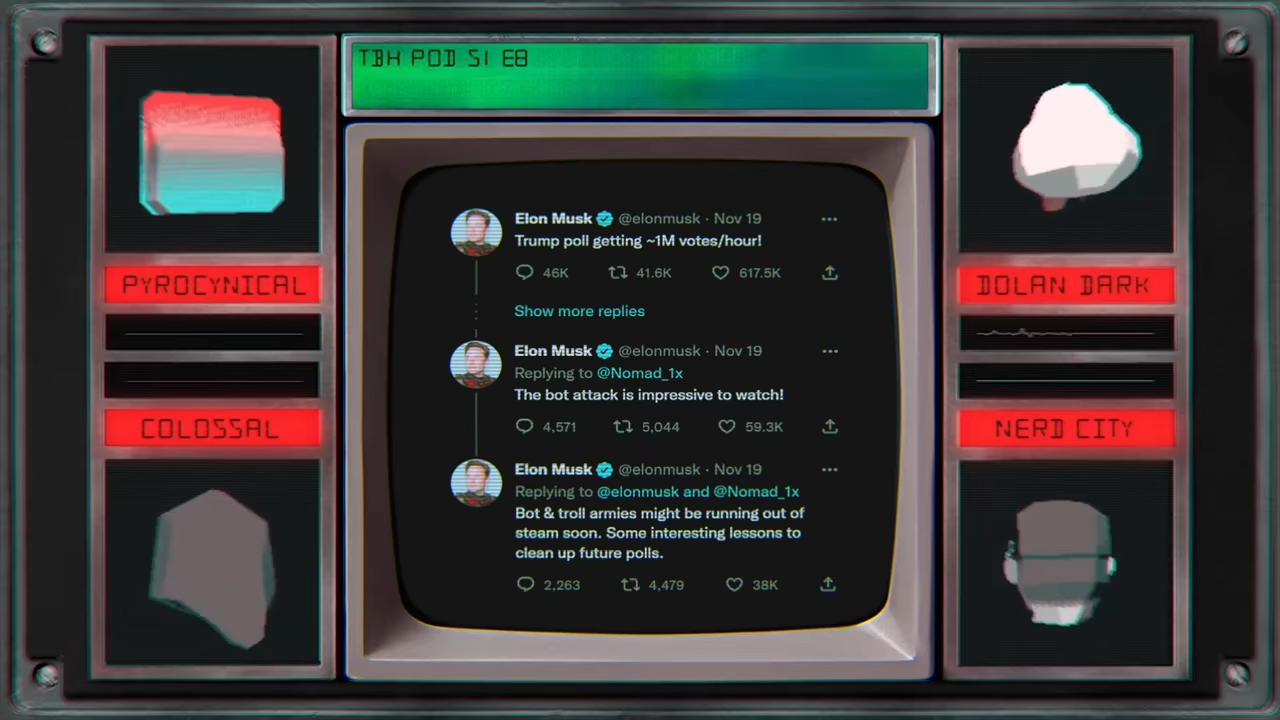 TBH POD S1 E8
PYROCYNICAL
COLOSSAL
Elon Musk @elonmusk · Nov 19
Trump poll getting ~1M votes/hour!
46K 41.6K 617.5K
Show more replies
Elon Musk @elonmusk · Nov 19
Replying to @Nomad_1x
The bot attack is impressive to watch!
4,571 5,044 59.3K
Elon Musk @elonmusk · Nov 19
Replying to @elonmusk and @Nomad_1x
Bot & troll armies might be running out of
steam soon. Some interesting lessons to
clean up future polls.
2,263 4,479 38K
DOLAN DARK
NERD CITY